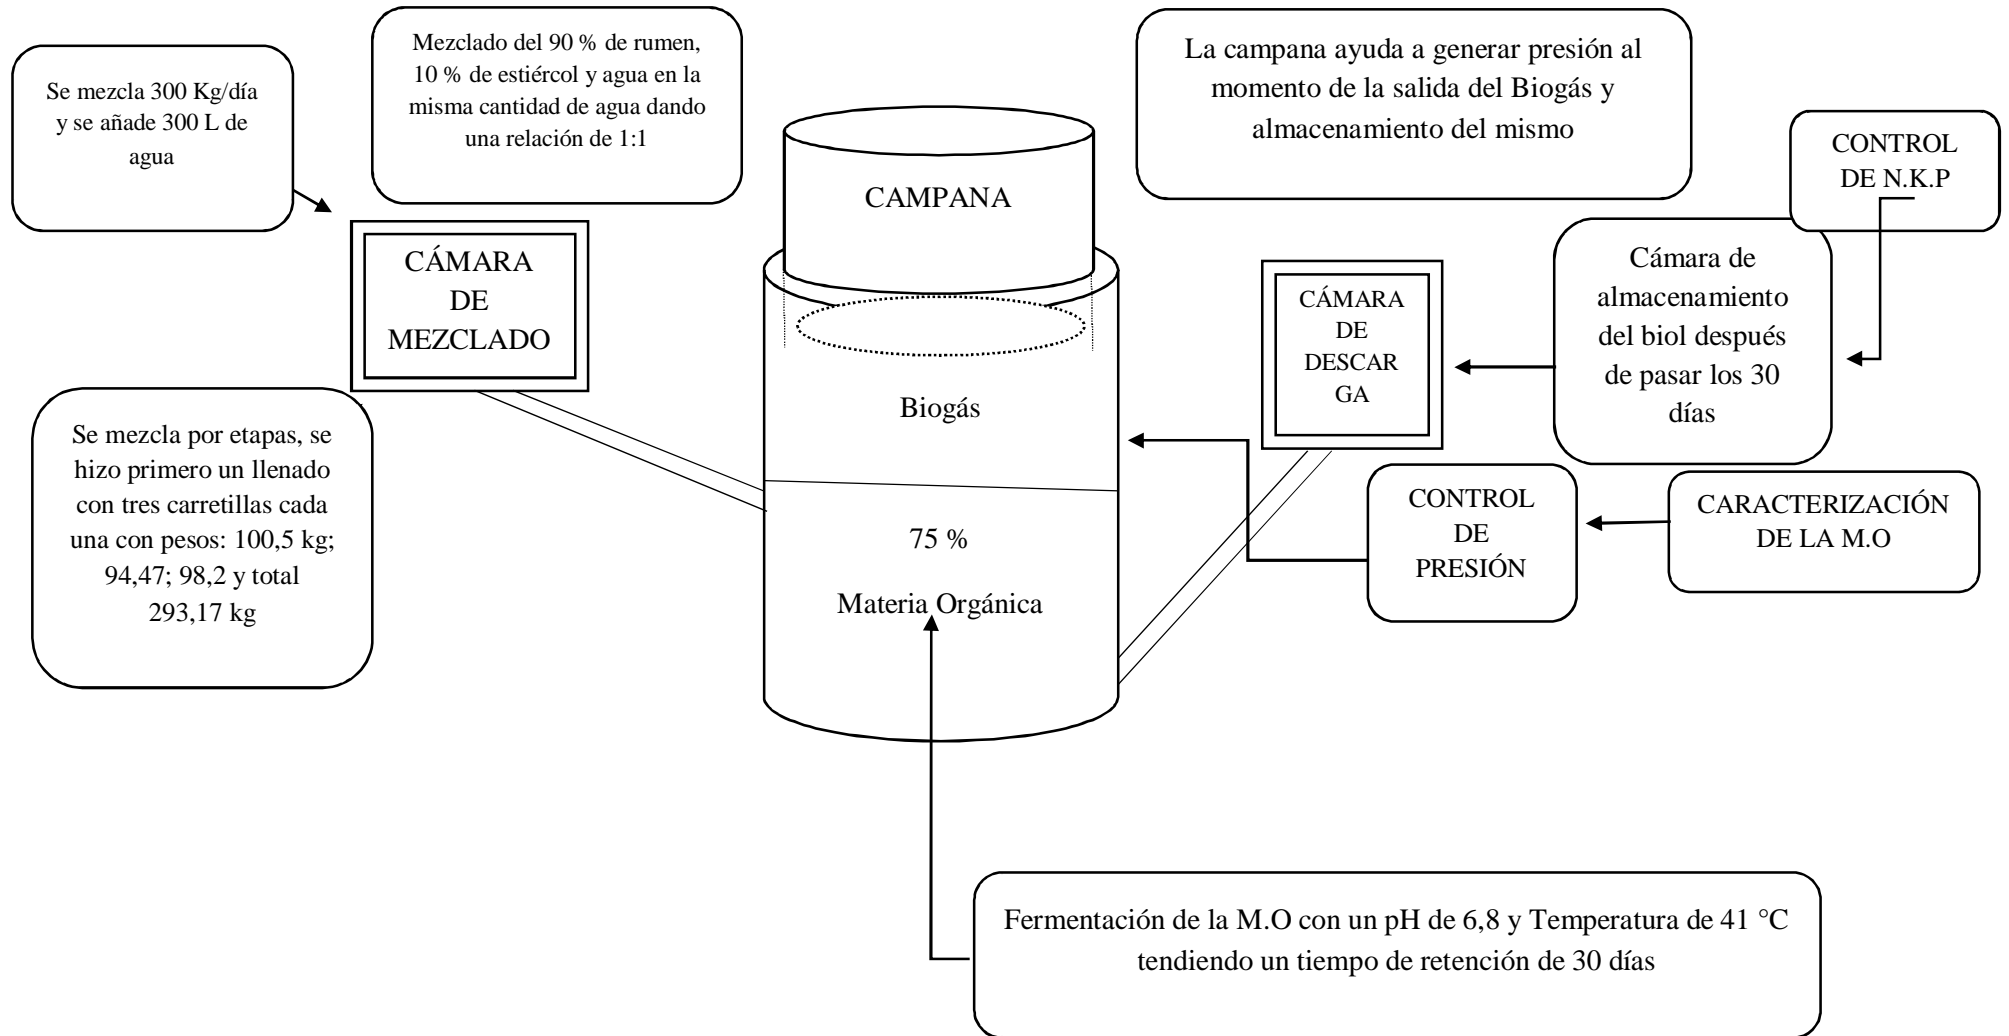 Se mezcla 300 Kg/día
y se añade 300 L de
agua
Mezclado del 90 % de rumen,
10 % de estiércol y agua en la
misma cantidad de agua dando
una relación de 1:1
La campana ayuda a generar presión al
momento de la salida del Biogás y
almacenamiento del mismo
CONTROL
DE N.K.P
CAMPANA
CÁMARA
DE
MEZCLADO
CÁMARA
DE
DESCAR
GA
Cámara de
almacenamiento
del biol después
de pasar los 30
días
Biogás
Se mezcla por etapas, se
hizo primero un llenado
con tres carretillas cada
una con pesos: 100,5 kg;
94,47; 98,2 y total
293,17 kg
75 %
Materia Orgánica
CONTROL
DE
PRESIÓN
CARACTERIZACIÓN
DE LA M.O
Fermentación de la M.O con un pH de 6,8 y Temperatura de 41 °C
tendiendo un tiempo de retención de 30 días